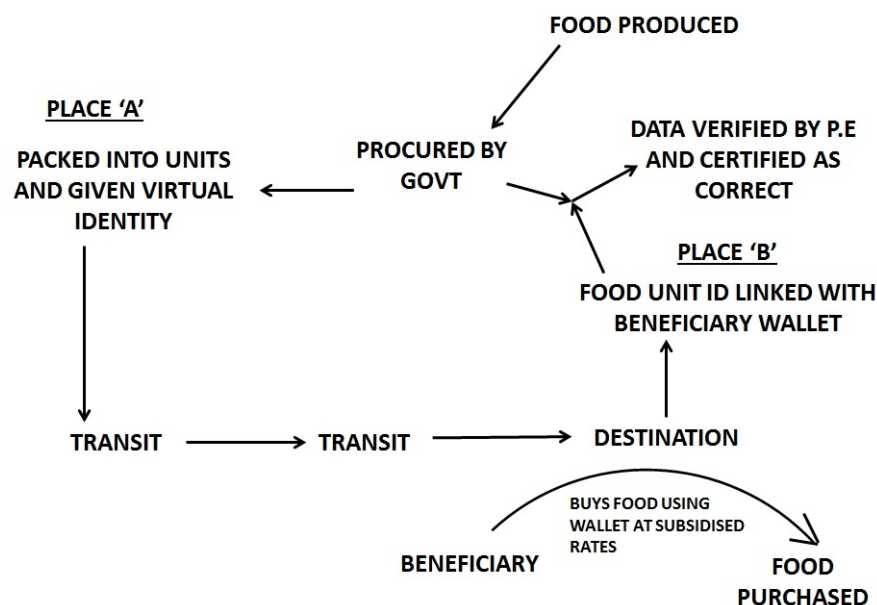 FOOD PRODUCED
PLACE 'A'
PACKED INTO UNITS
AND GIVEN VIRTUAL
IDENTITY
PROCURED BY
GOVT
DATA VERIFIED BY P.E
AND CERTIFIED AS
CORRECT
PLACE 'B'
FOOD UNIT ID LINKED WITH
BENEFICIARY WALLET
TRANSIT
TRANSIT
DESTINATION
BUYS FOOD USING
WALLET AT SUBSIDISED
RATES
BENEFICIARY
FOOD
PURCHASED